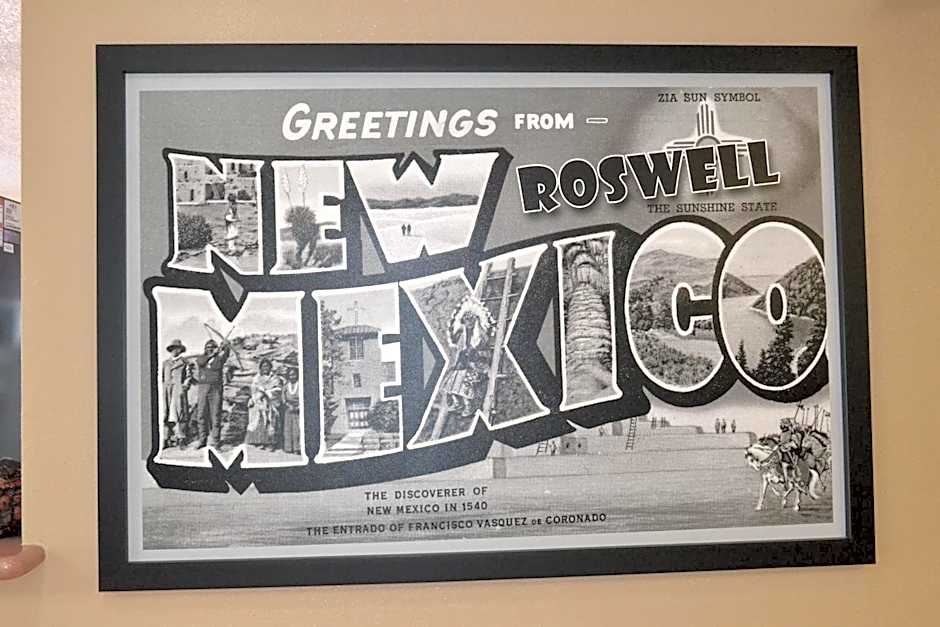 GREETINGS FROM –
ZIA SUN SYMBOL
ROSWELL
THE SUNSHINE STATE
NEW
MEXICO
THE DISCOVERER OF
NEW MEXICO IN 1540
THE ENTRADO OF FRANCISCO VASQUEZ DE CORONADO